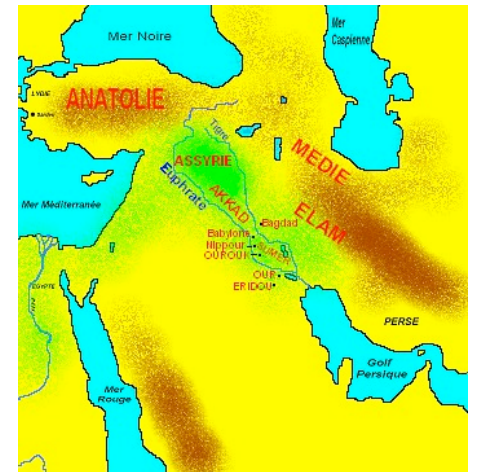 Mer Noire
Mer
Caspienne
LYDIE
ANATOLIE
Sardes
Tigre
ASSYRIE
MEDIE
Euphrate
AKKAD
ELAM
Mer Méditerranée
Bagdad
Babylone
Nippour
SUMER
OUROUK
OUR
ERIDOU
EGYPTE
PERSE
Golf
Persique
Mer
Rouge